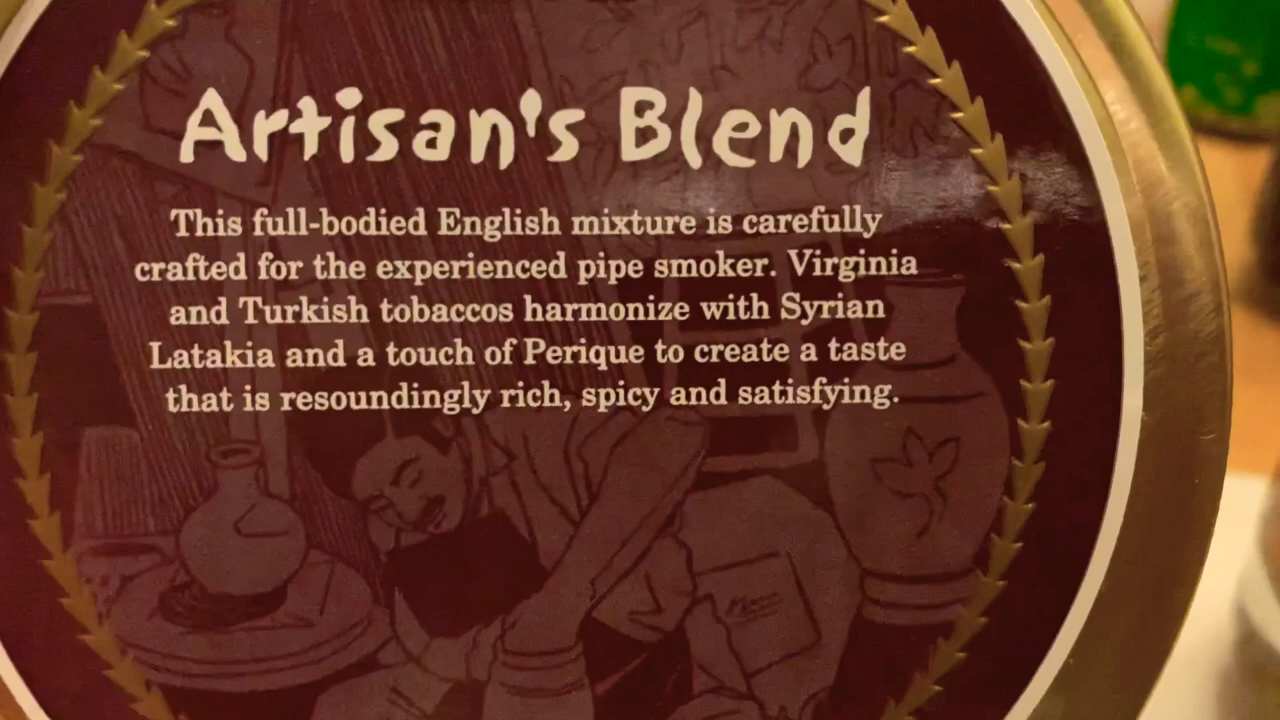 Artisan's Blend
This full-bodied English mixture is carefully
crafted for the experienced pipe smoker. Virginia
and Turkish tobaccos harmonize with Syrian
Latakia and a touch of Perique to create a taste
that is resoundingly rich, spicy and satisfying.